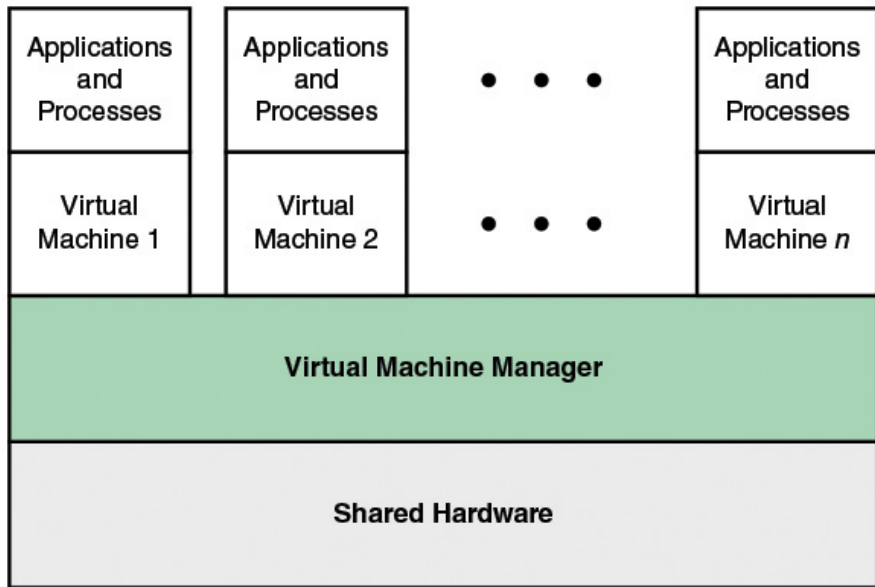 Applications
and
Processes
Applications
and
Processes
Applications
and
Processes
Virtual
Machine 1
Virtual
Machine 2
Virtual
Machine n
Virtual Machine Manager
Shared Hardware